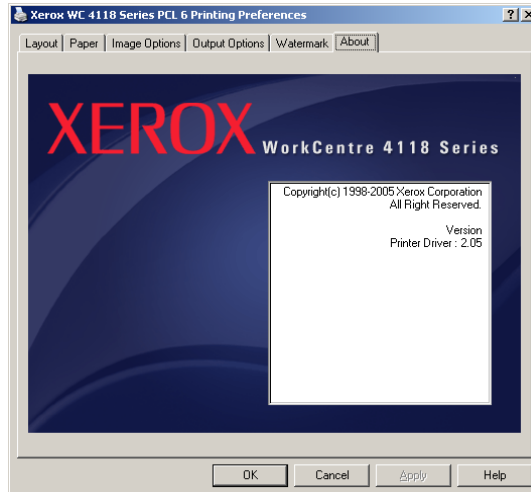 Xerox WC 4118 Series PCL 6 Printing Preferences
Layout Paper Image Options Output Options Watermark About
XEROX WorkCentre 4118 Series
Copyright(c) 1998-2005 Xerox Corporation
All Right Reserved.
Version
Printer Driver : 2.05
OK Cancel Apply Help